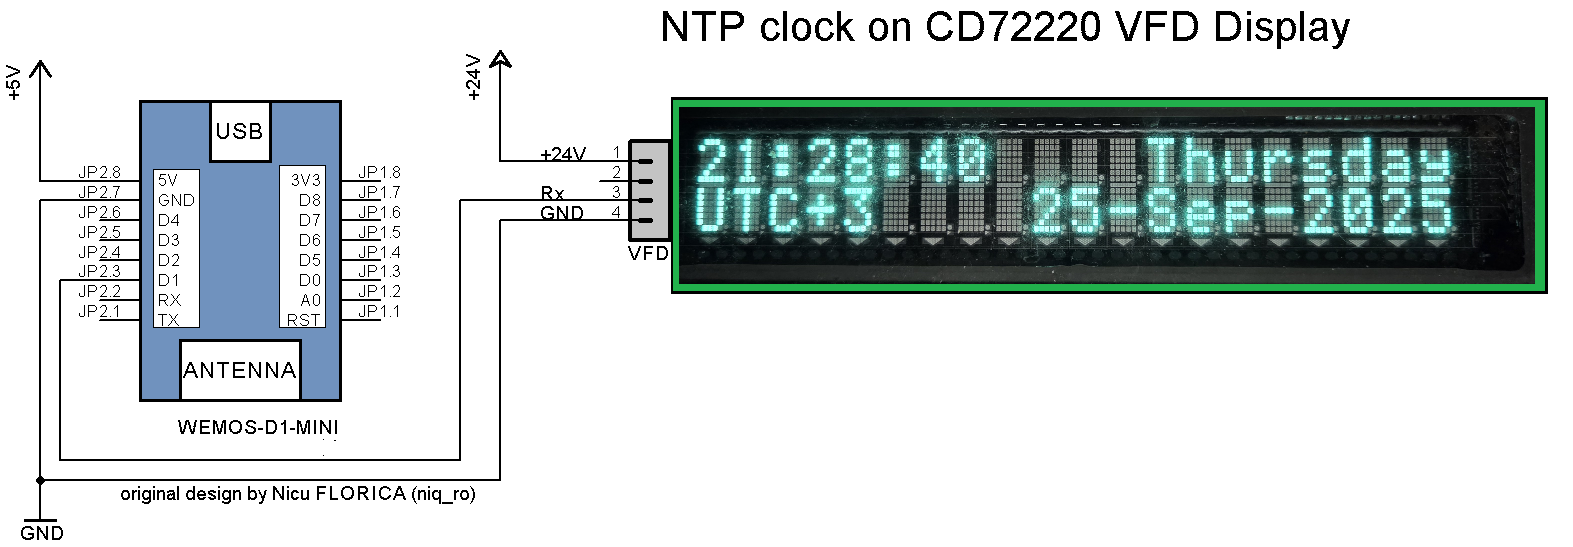 NTP clock on CD72220 VFD Display
+5V
+24V
USB
JP2.8 5V 3V3 JP1.8
JP2.7 GND D8 JP1.7
JP2.6 D4 D7 JP1.6
JP2.5 D3 D6 JP1.5
JP2.4 D2 D5 JP1.4
JP2.3 D1 D0 JP1.3
JP2.2 RX A0 JP1.2
JP2.1 TX RST JP1.1
ANTENNA
WEMOS-D1-MINI
+24V 1
2
Rx 3
GND 4
VFD
21:28:40 Thursday
UTC+3 25-Sep-2025
original design by Nicu FLORICA (niq_ro)
GND